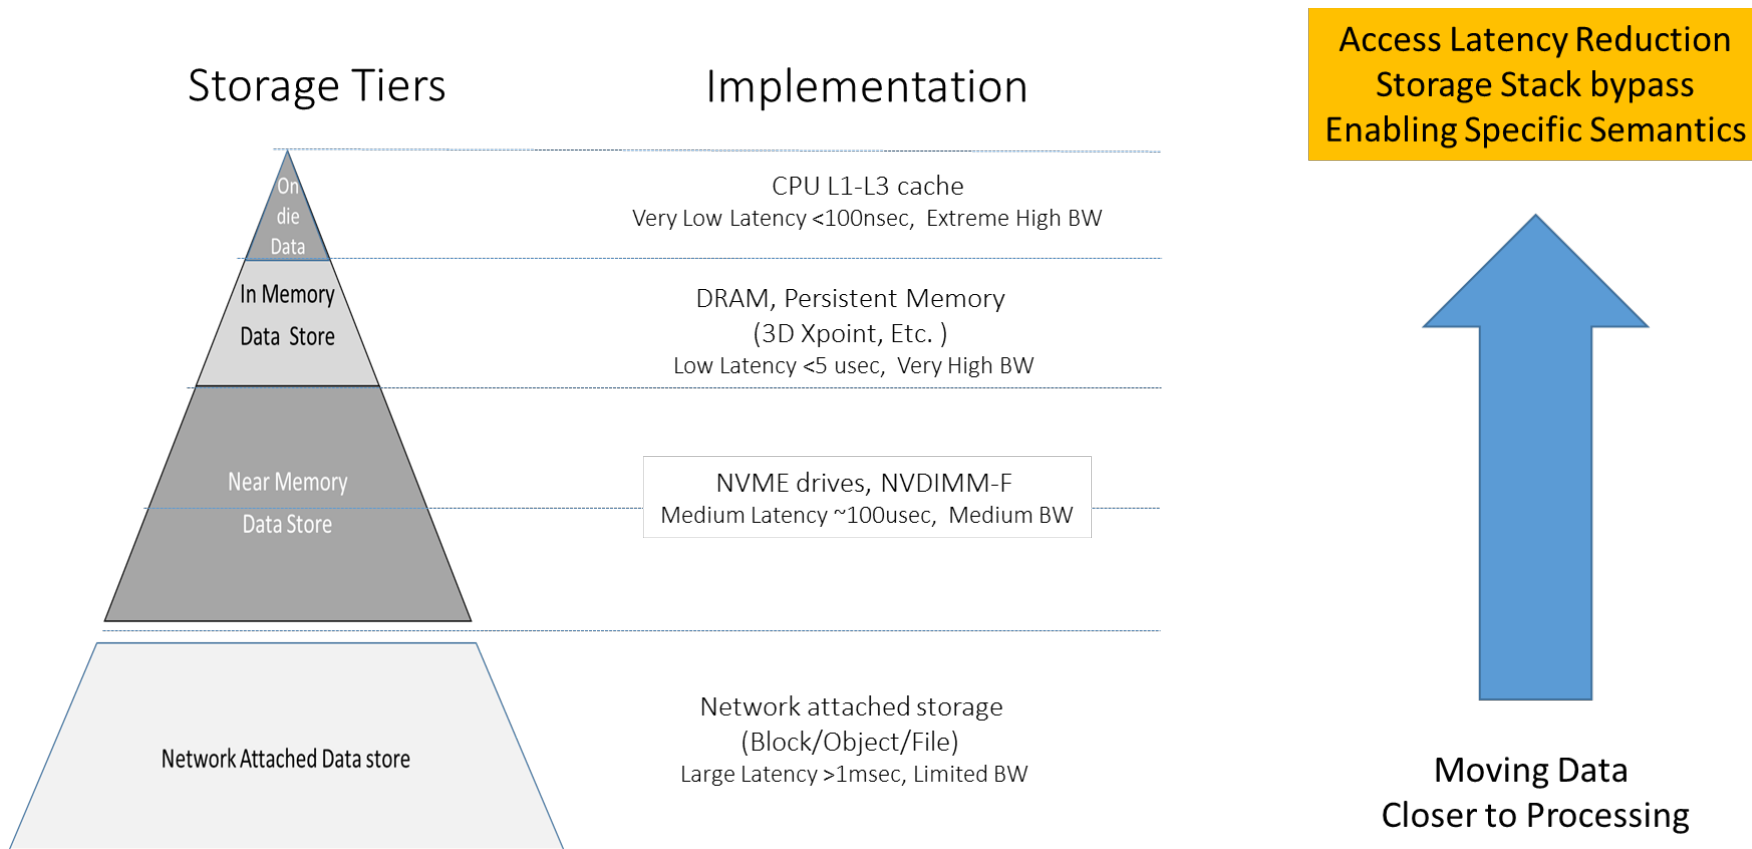 Storage Tiers
Implementation
Access Latency Reduction
Storage Stack bypass
Enabling Specific Semantics
On
die
Data
CPU L1-L3 cache
Very Low Latency <100nsec,  Extreme High BW
In Memory
Data  Store
DRAM, Persistent Memory
(3D Xpoint, Etc. )
Low Latency <5 usec,  Very High BW
Near Memory
Data Store
NVME drives, NVDIMM-F
Medium Latency ~100usec,  Medium BW
Network Attached Data store
Network attached storage
(Block/Object/File)
Large Latency >1msec, Limited BW
Moving Data
Closer to Processing